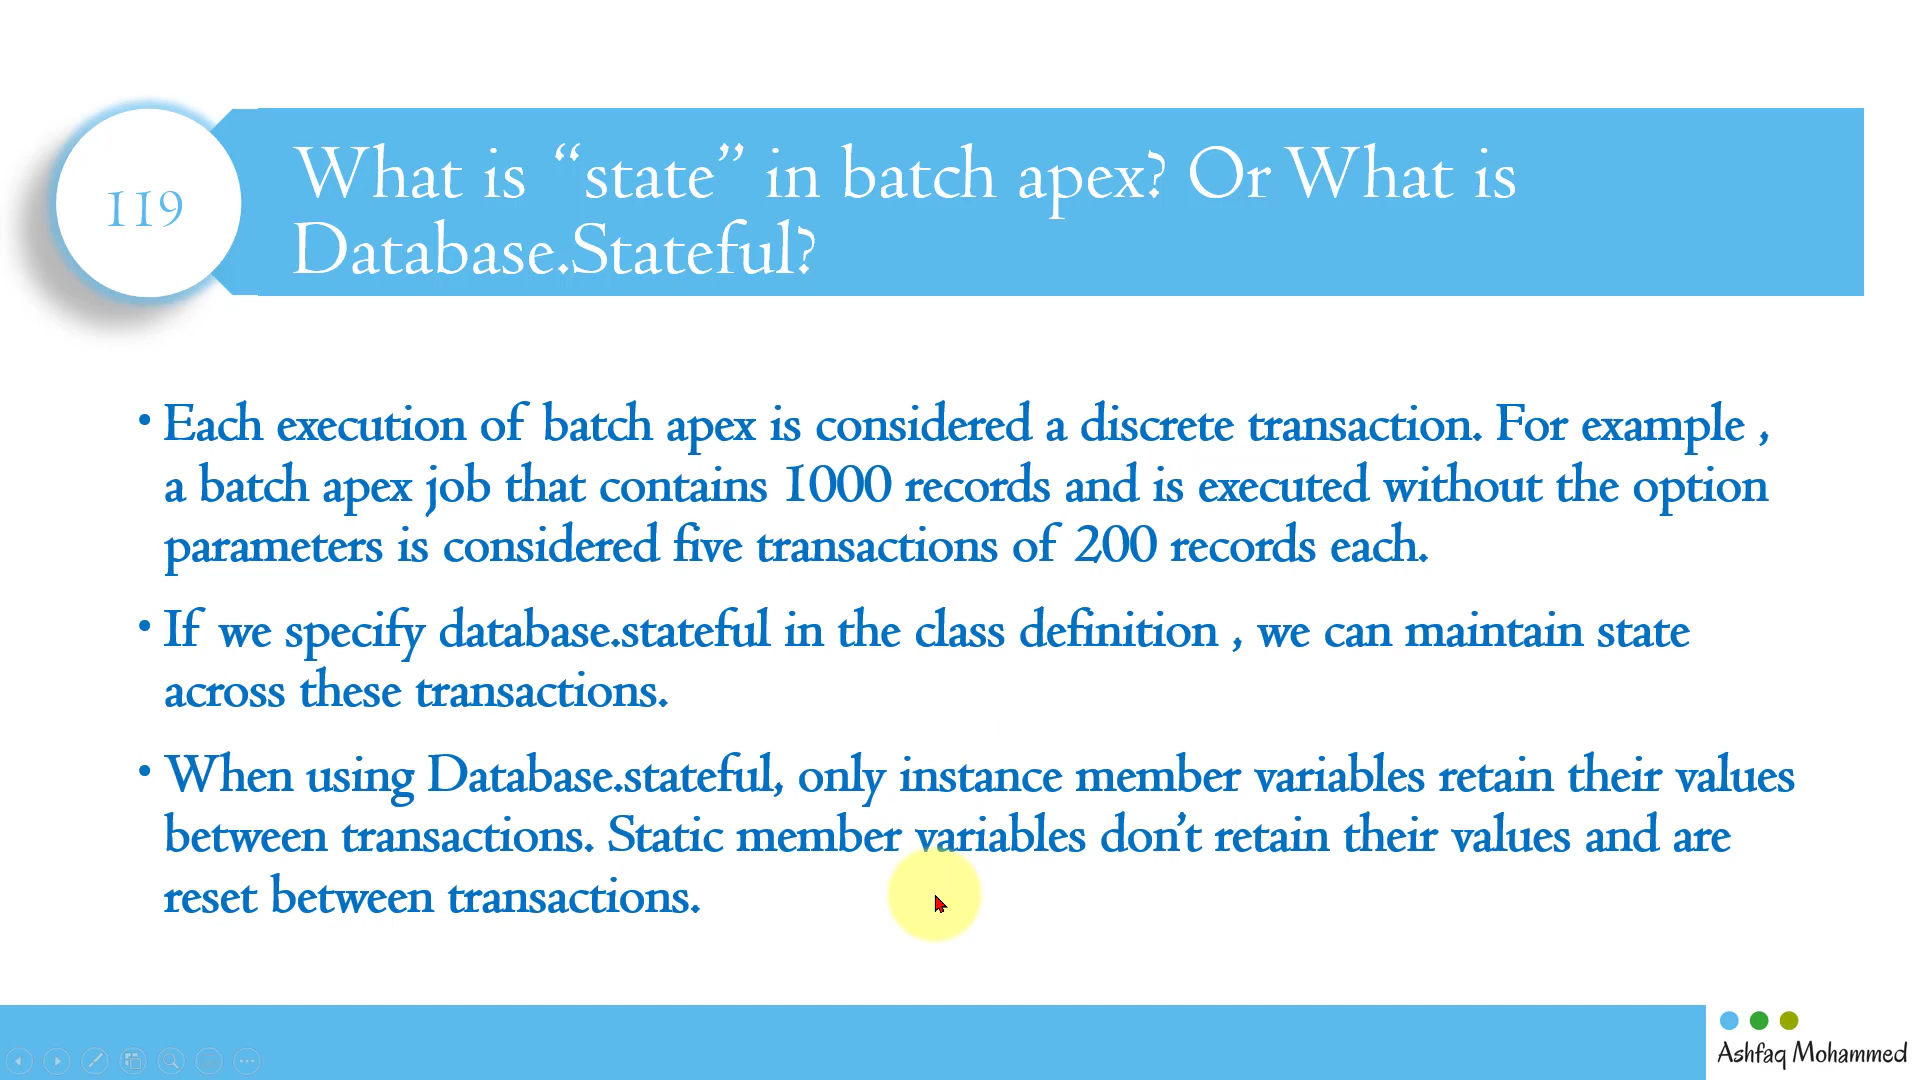 119
What is “state” in batch apex? Or What is
Database.Stateful?
• Each execution of batch apex is considered a discrete transaction. For example ,
a batch apex job that contains 1000 records and is executed without the option
parameters is considered five transactions of 200 records each.
• If we specify database.stateful in the class definition , we can maintain state
across these transactions.
• When using Database.stateful, only instance member variables retain their values
between transactions. Static member variables don’t retain their values and are
reset between transactions.
Ashfaq Mohammed